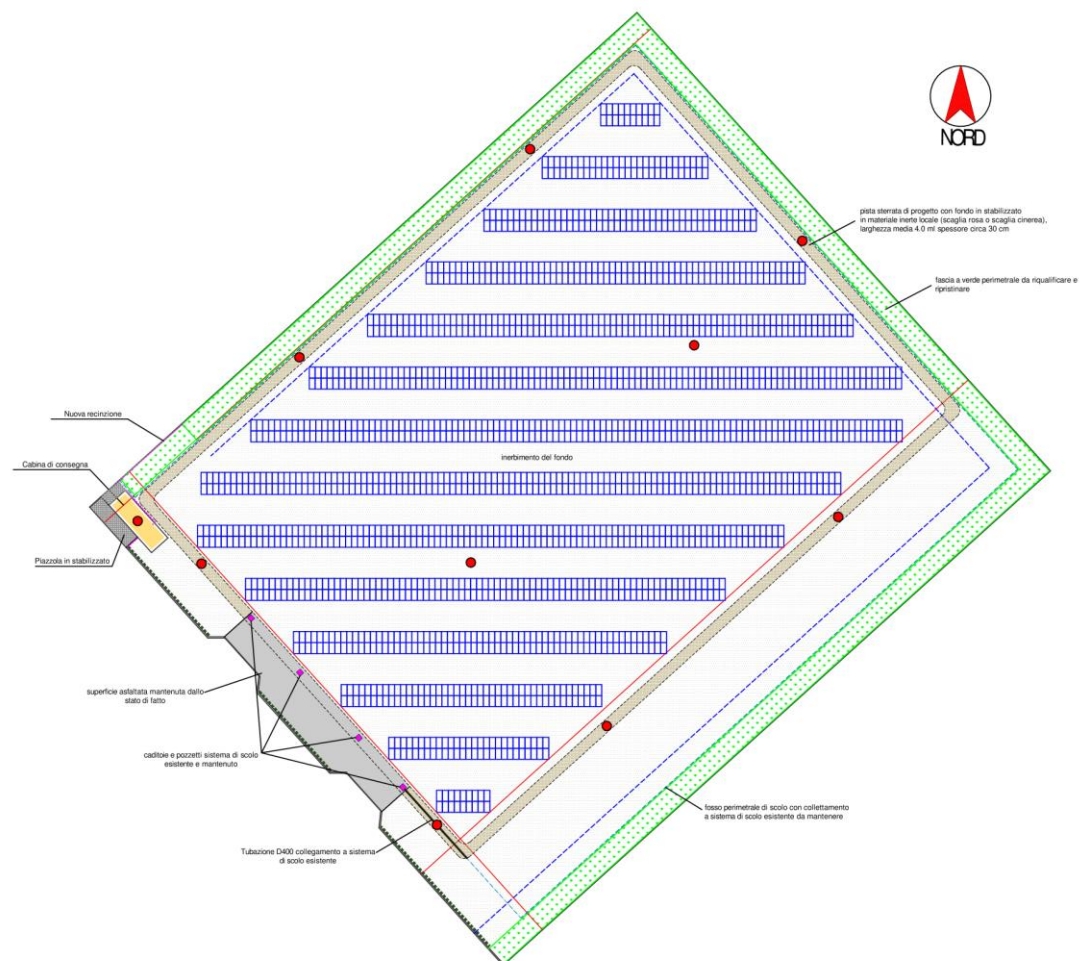 NORD
pista sterrata di progetto con fondo in stabilizzato
in materiale inerte locale (scaglia rosa o scaglia cinerea),
larghezza media 4.0 ml spessore circa 30 cm
fascia a verde perimetrale da riqualificare e
ripristinare
Nuova recinzione
inerbimento del fondo
Cabina di consegna
Piazzola in stabilizzato
superficie asfaltata mantenuta dallo
stato di fatto
caditoie e pozzetti sistema di scolo
esistente e mantenuto
fosso perimetrale di scolo con collettamento
a sistema di scolo esistente da mantenere
Tubazione D400 collegamento a sistema
di scolo esistente